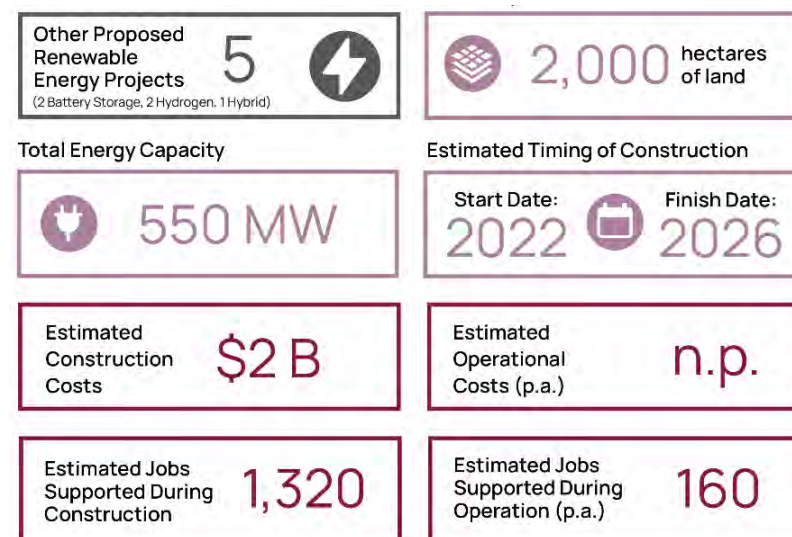 Other Proposed
Renewable
Energy Projects
(2 Battery Storage, 2 Hydrogen, 1 Hybrid)
5
2,000
hectares
of land
Total Energy Capacity
Estimated Timing of Construction
550 MW
Start Date:
2022
Finish Date:
2026
Estimated
Construction
Costs
$2 B
Estimated
Operational
Costs (p.a.)
n.p.
Estimated Jobs
Supported During
Construction
1,320
Estimated Jobs
Supported During
Operation (p.a.)
160